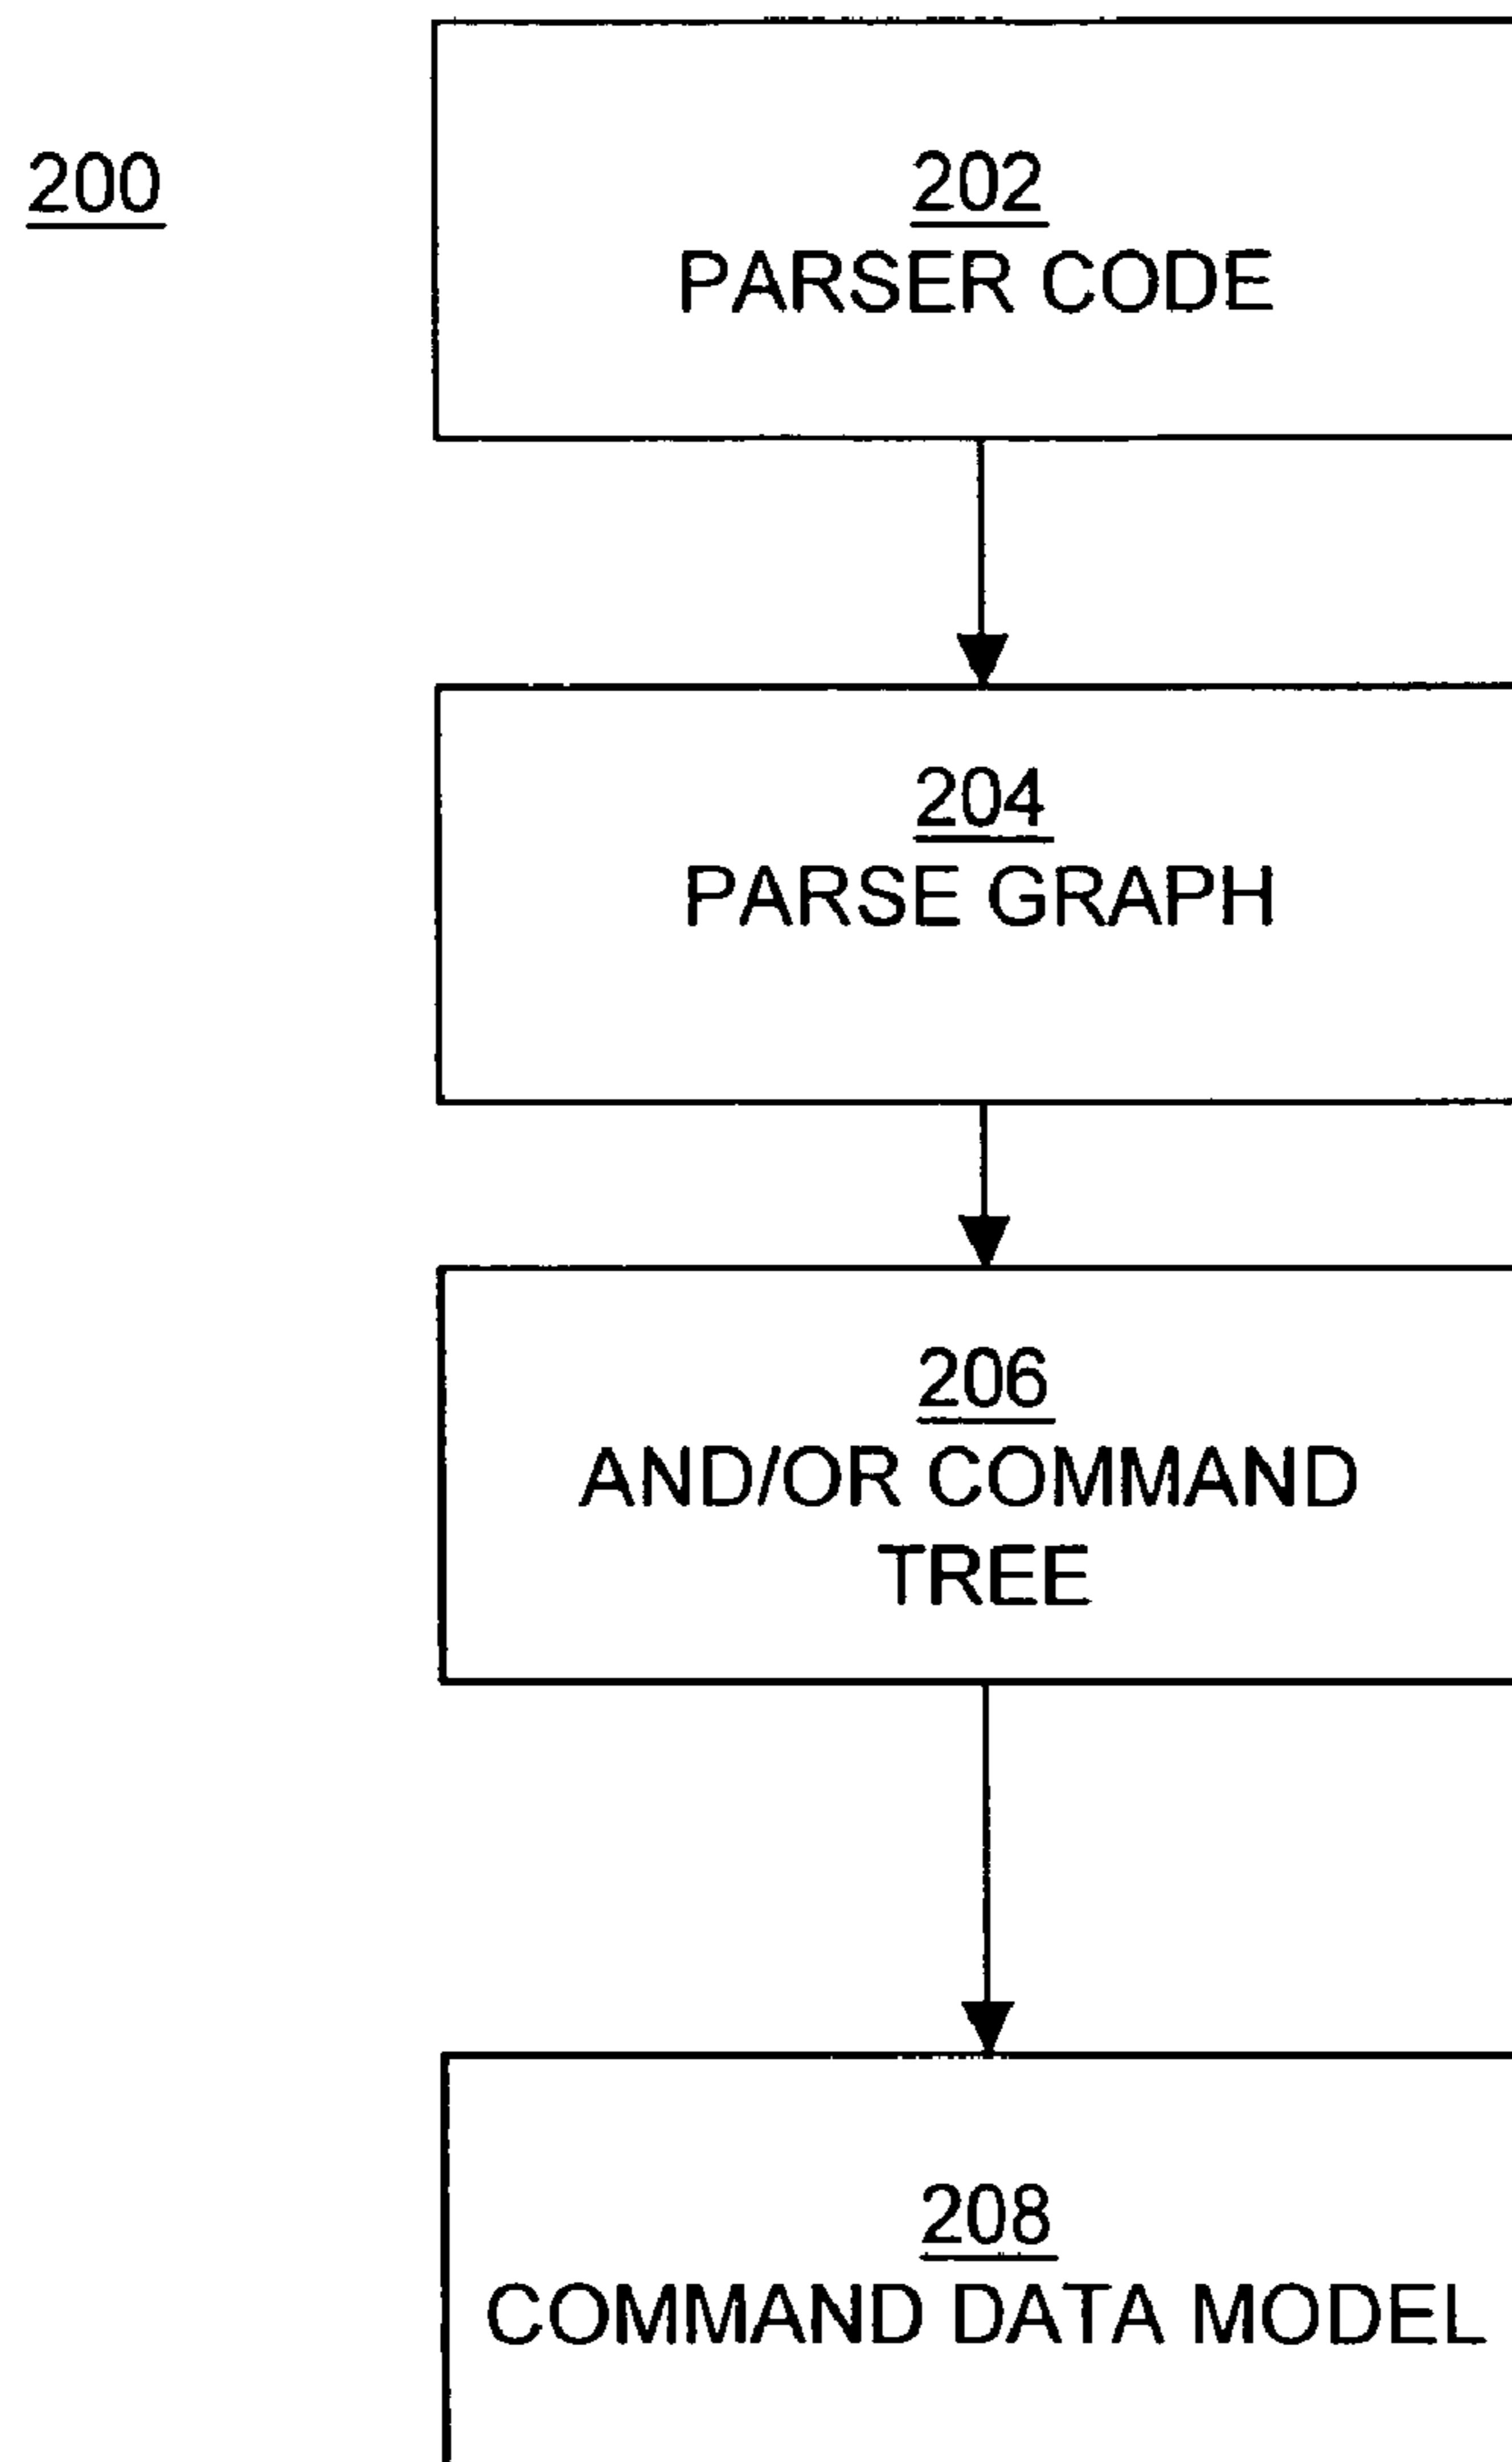 200
202
PARSER CODE
204
PARSE GRAPH
206
AND/OR COMMAND
TREE
208
COMMAND DATA MODEL